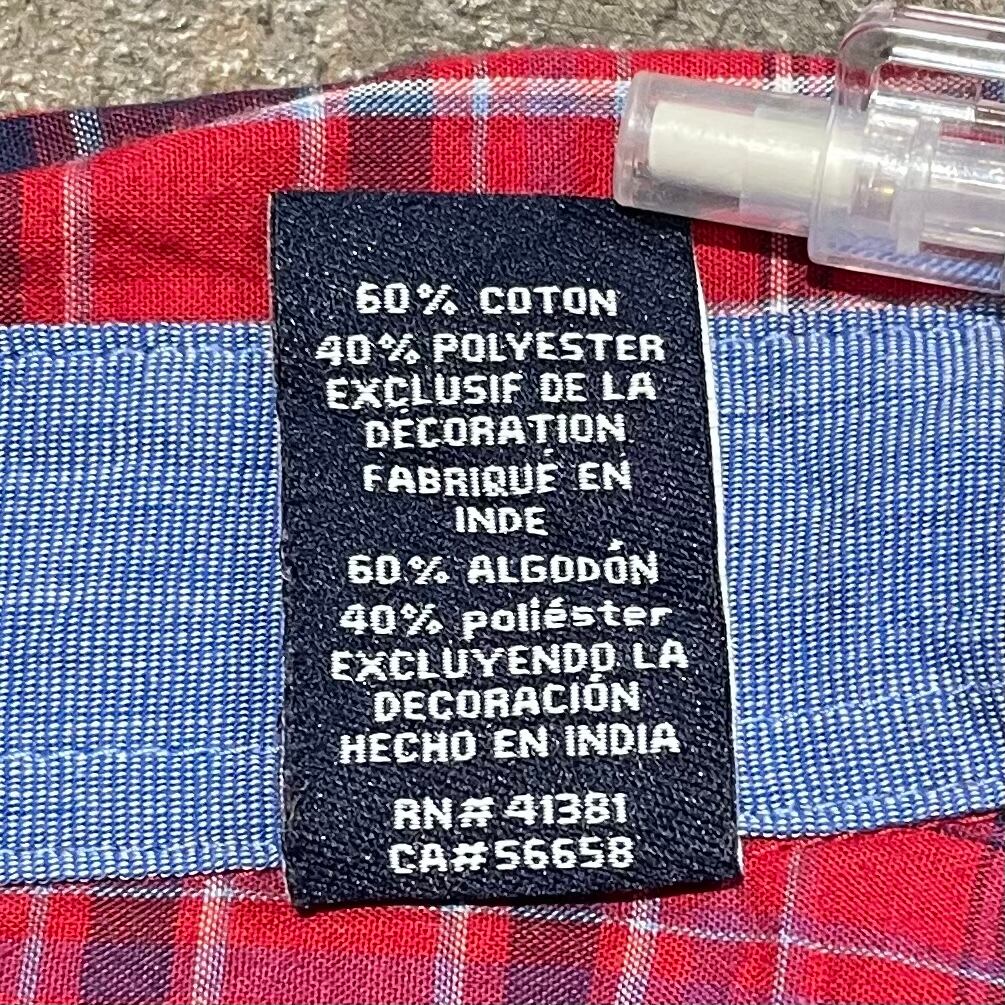 60% COTON
40% POLYESTER
EXCLUSIF DE LA
DÉCORATION
FABRIQUÉ EN
INDE
60% ALGODÓN
40% poliéster
EXCLUYENDO LA
DECORACIÓN
HECHO EN INDIA
RN# 41381
CA#56658